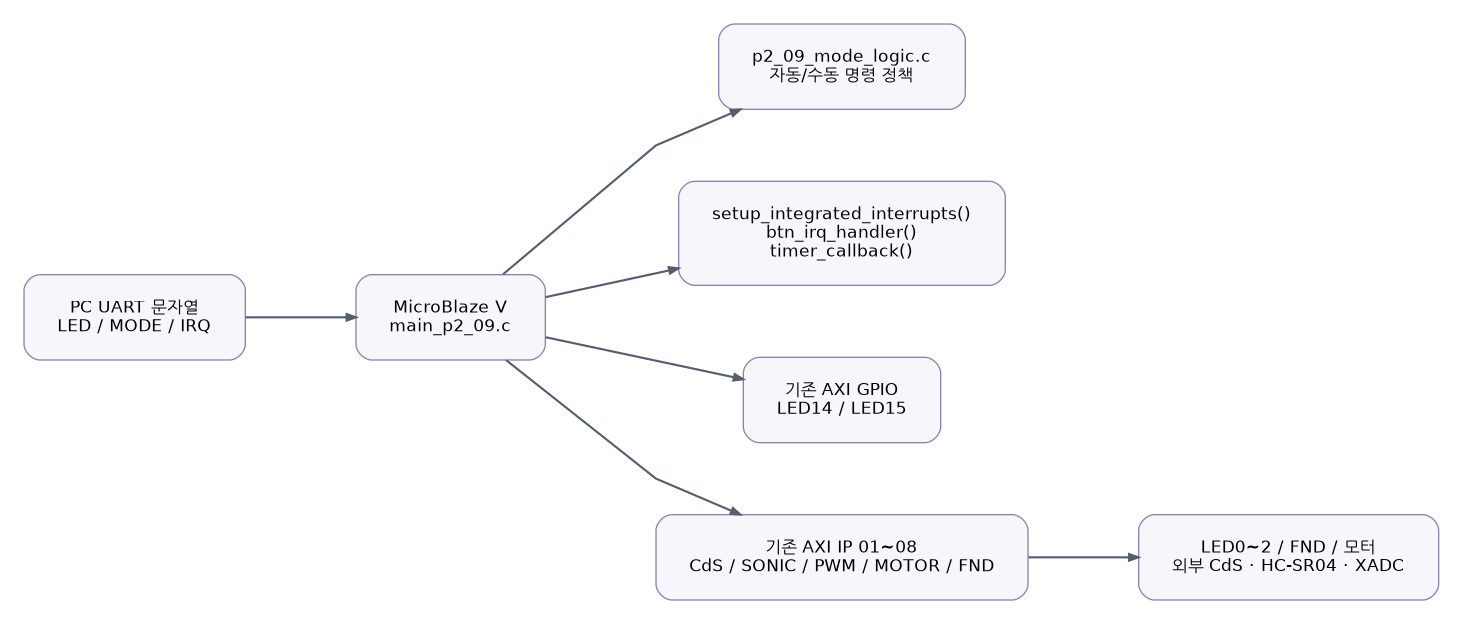 p2_09_mode_logic.c
자동/수동 명령 정책
setup_integrated_interrupts()
btn_irq_handler()
timer_callback()
PC UART 문자열
LED / MODE / IRQ
MicroBlaze V
main_p2_09.c
기존 AXI GPIO
LED14 / LED15
기존 AXI IP 01~08
CdS / SONIC / PWM / MOTOR / FND
LED0~2 / FND / 모터
외부 CdS · HC-SR04 · XADC